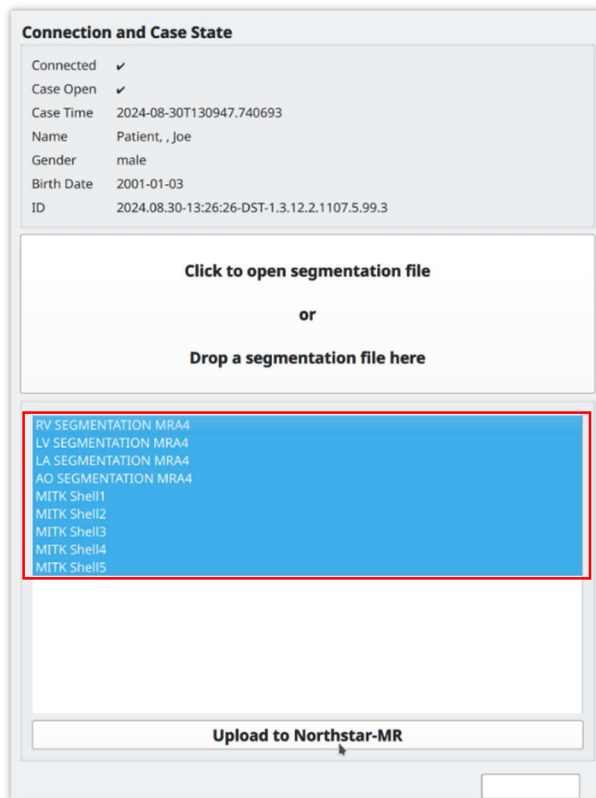 Connection and Case State
Connected ✔
Case Open ✔
Case Time 2024-08-30T130947.740693
Name Patient, , Joe
Gender male
Birth Date 2001-01-03
ID 2024.08.30-13:26:26-DST-1.3.12.2.1107.5.99.3
Click to open segmentation file
or
Drop a segmentation file here
RV SEGMENTATION MRA4
LV SEGMENTATION MRA4
LA SEGMENTATION MRA4
AO SEGMENTATION MRA4
MITK Shell1
MITK Shell2
MITK Shell3
MITK Shell4
MITK Shell5
Upload to Northstar-MR